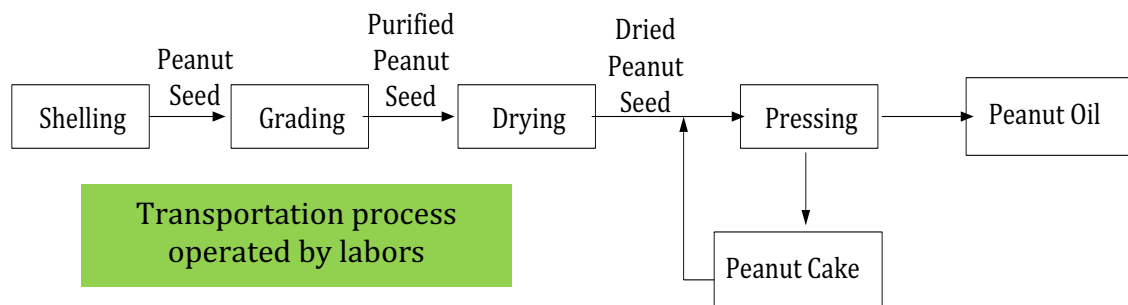 Shelling
Peanut
Seed
Grading
Purified
Peanut
Seed
Drying
Dried
Peanut
Seed
Pressing
Peanut Oil
Transportation process
operated by labors
Peanut Cake